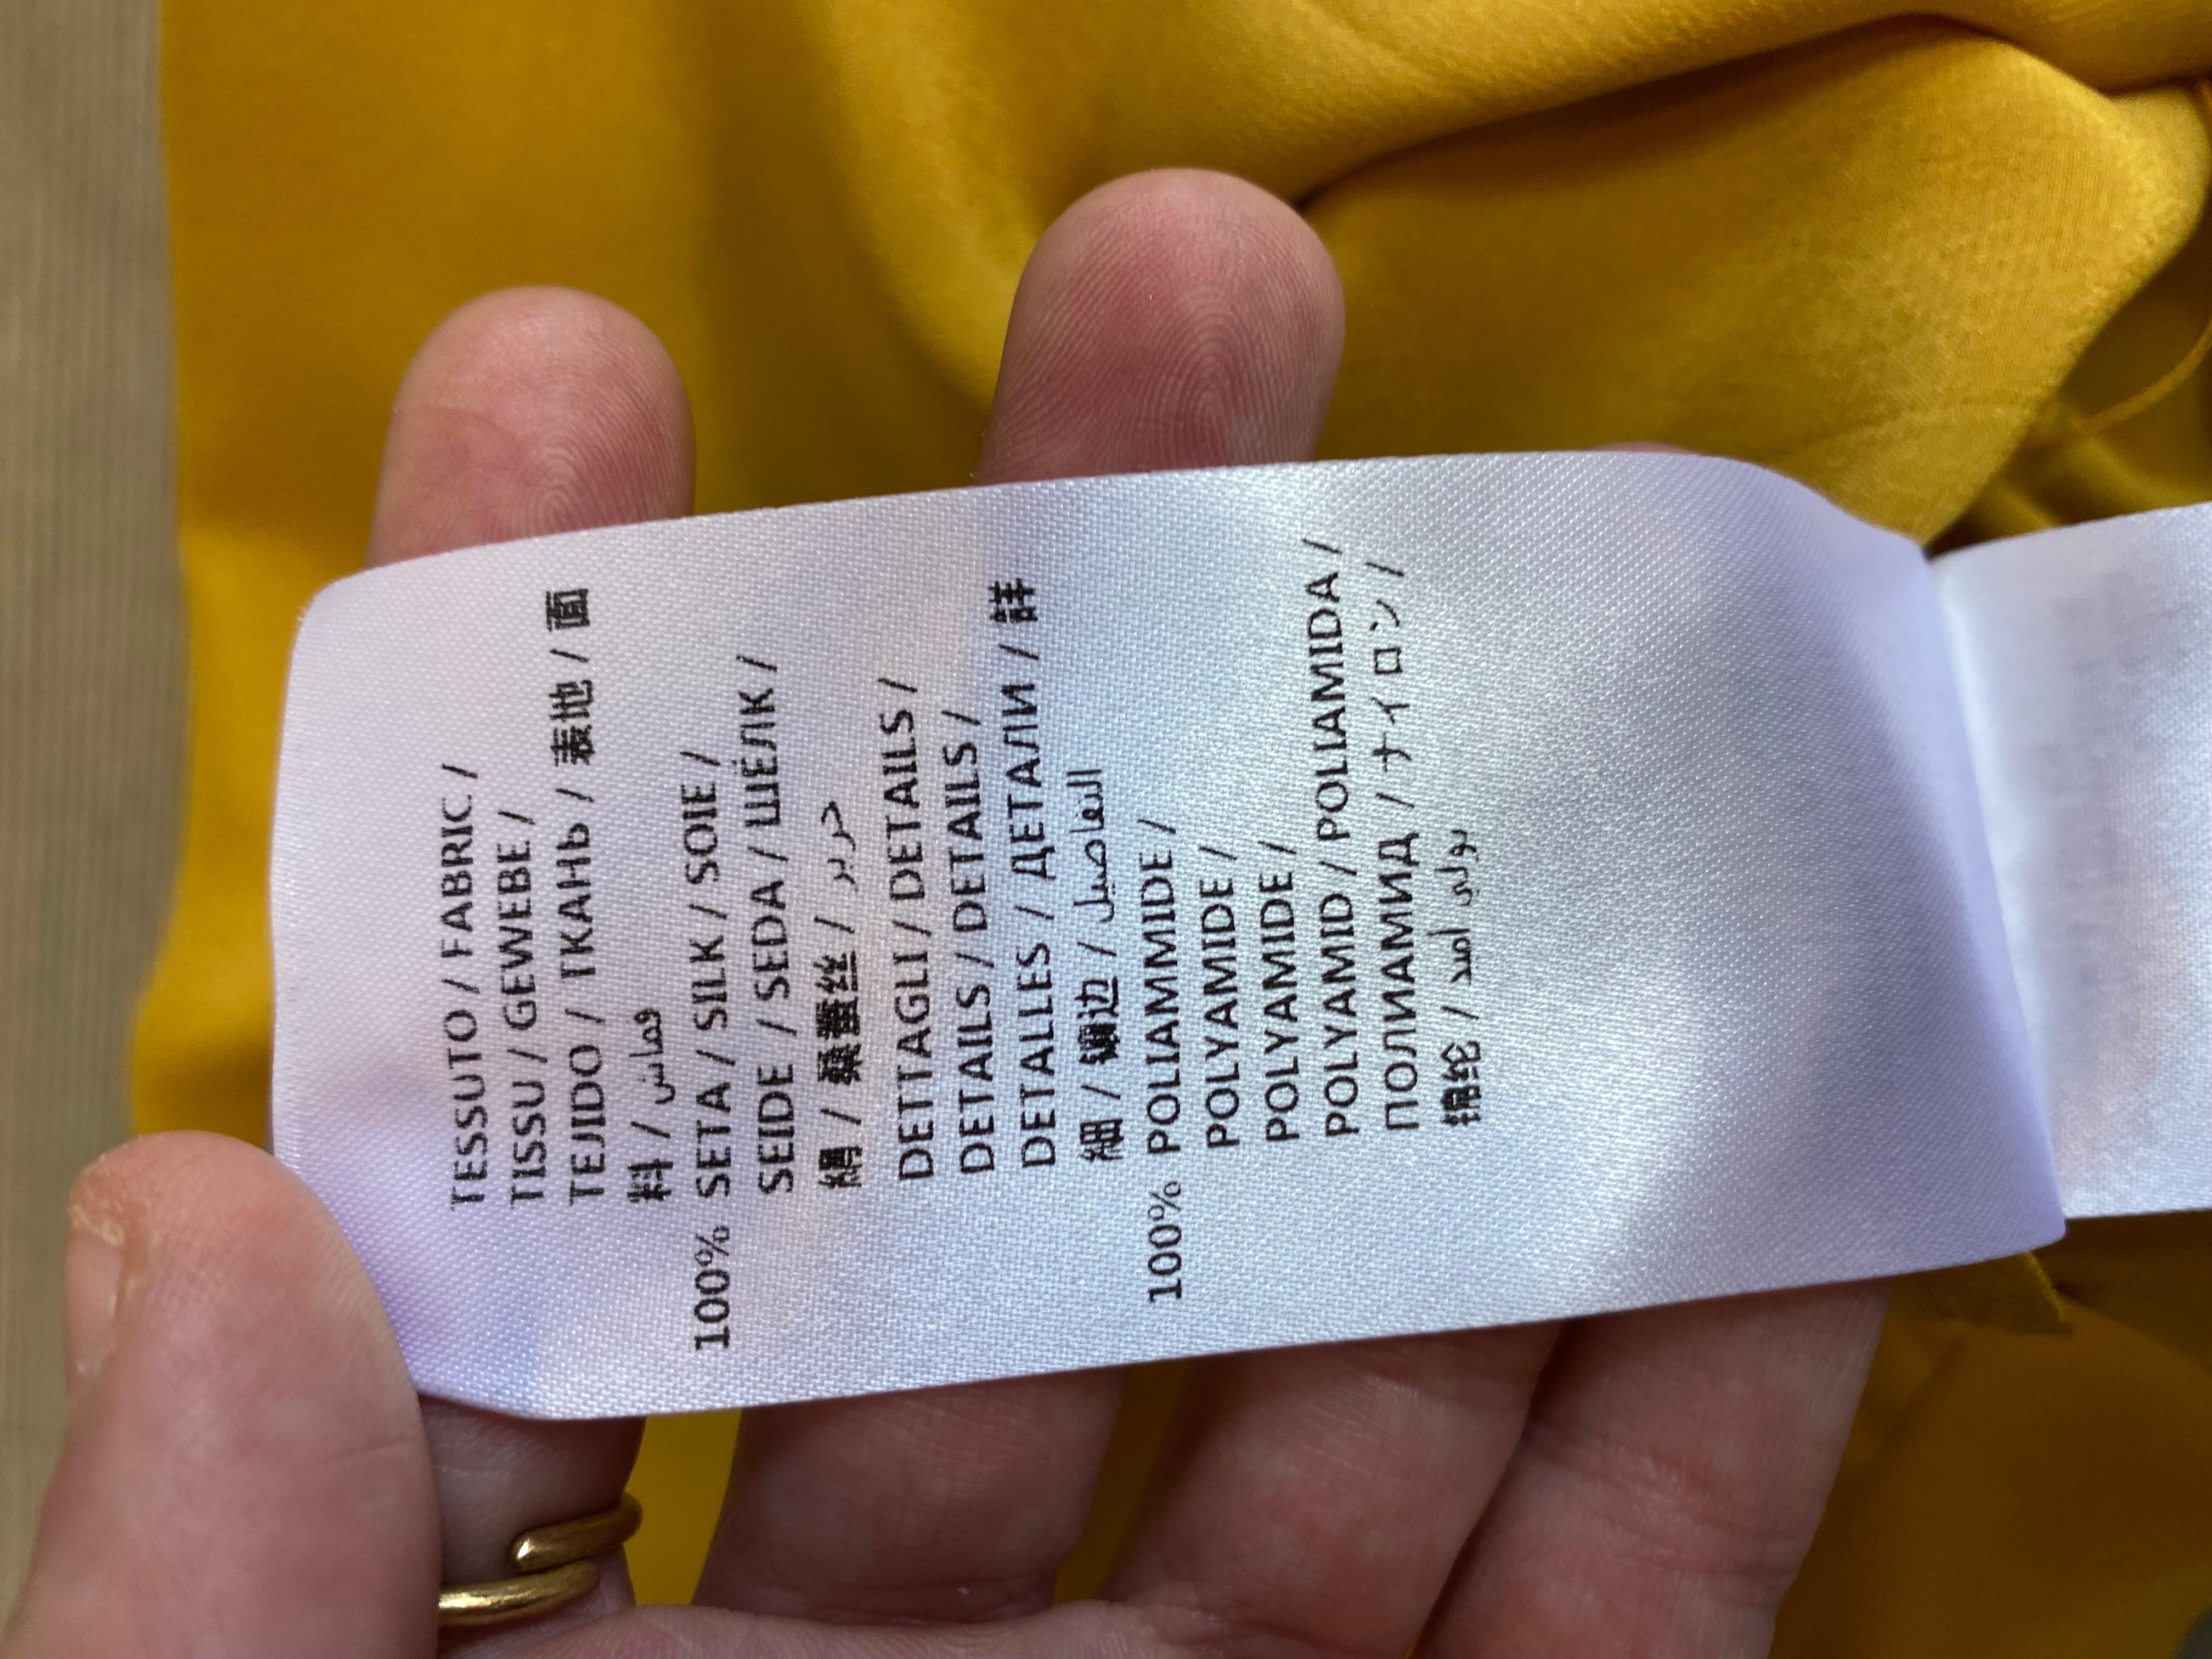 TESSUTO / FABRIC /
TISSU / GEWEBE /
TEJIDO / ТКАНЬ / 表地 / 面
料 / قماش
100% SETA / SILK / SOIE /
SEIDE / SEDA / ШЁЛК /
絹 / 桑蚕丝 / حرير
DETTAGLI / DETAILS /
DETAILS / DETAILS /
DETALLES / ДЕТАЛИ / 詳
細 / 镶边 / التفاصيل
100% POLIAMMIDE /
POLYAMIDE /
POLYAMIDE /
POLYAMID / POLIAMIDA /
ПОЛИАМИД / ナイロン /
锦纶 / بولي أميد